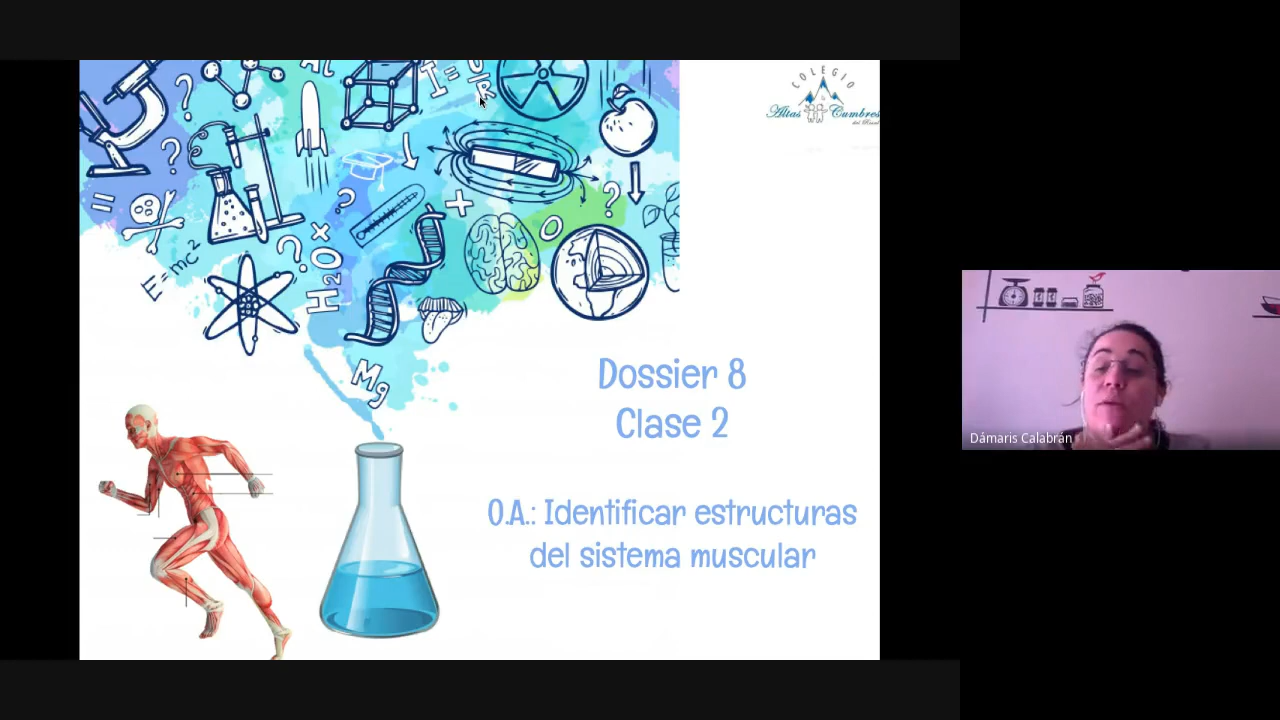 COLEGIO
Altas Cumbres
I = U/R
E=mc²
H2O
Mg
Dossier 8
Clase 2
O.A.: Identificar estructuras
del sistema muscular
Dámaris Calabrán